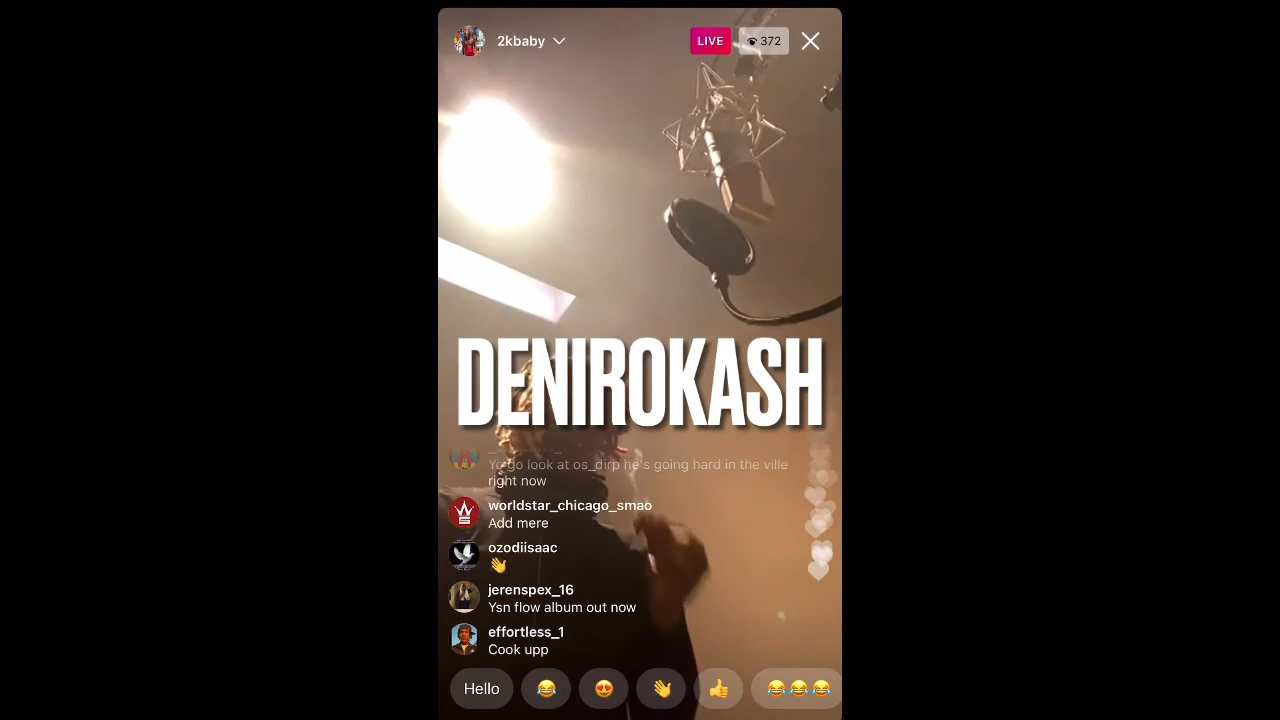 2kbaby
LIVE
372
DENIROKASH
Yo go look at os_dirp he's going hard in the ville
right now
worldstar_chicago_smao
Add mere
ozodiisaac
👋
jerenspex_16
Ysn flow album out now
effortless_1
Cook upp
Hello 😂 😍 👋 👍 😂😂😂